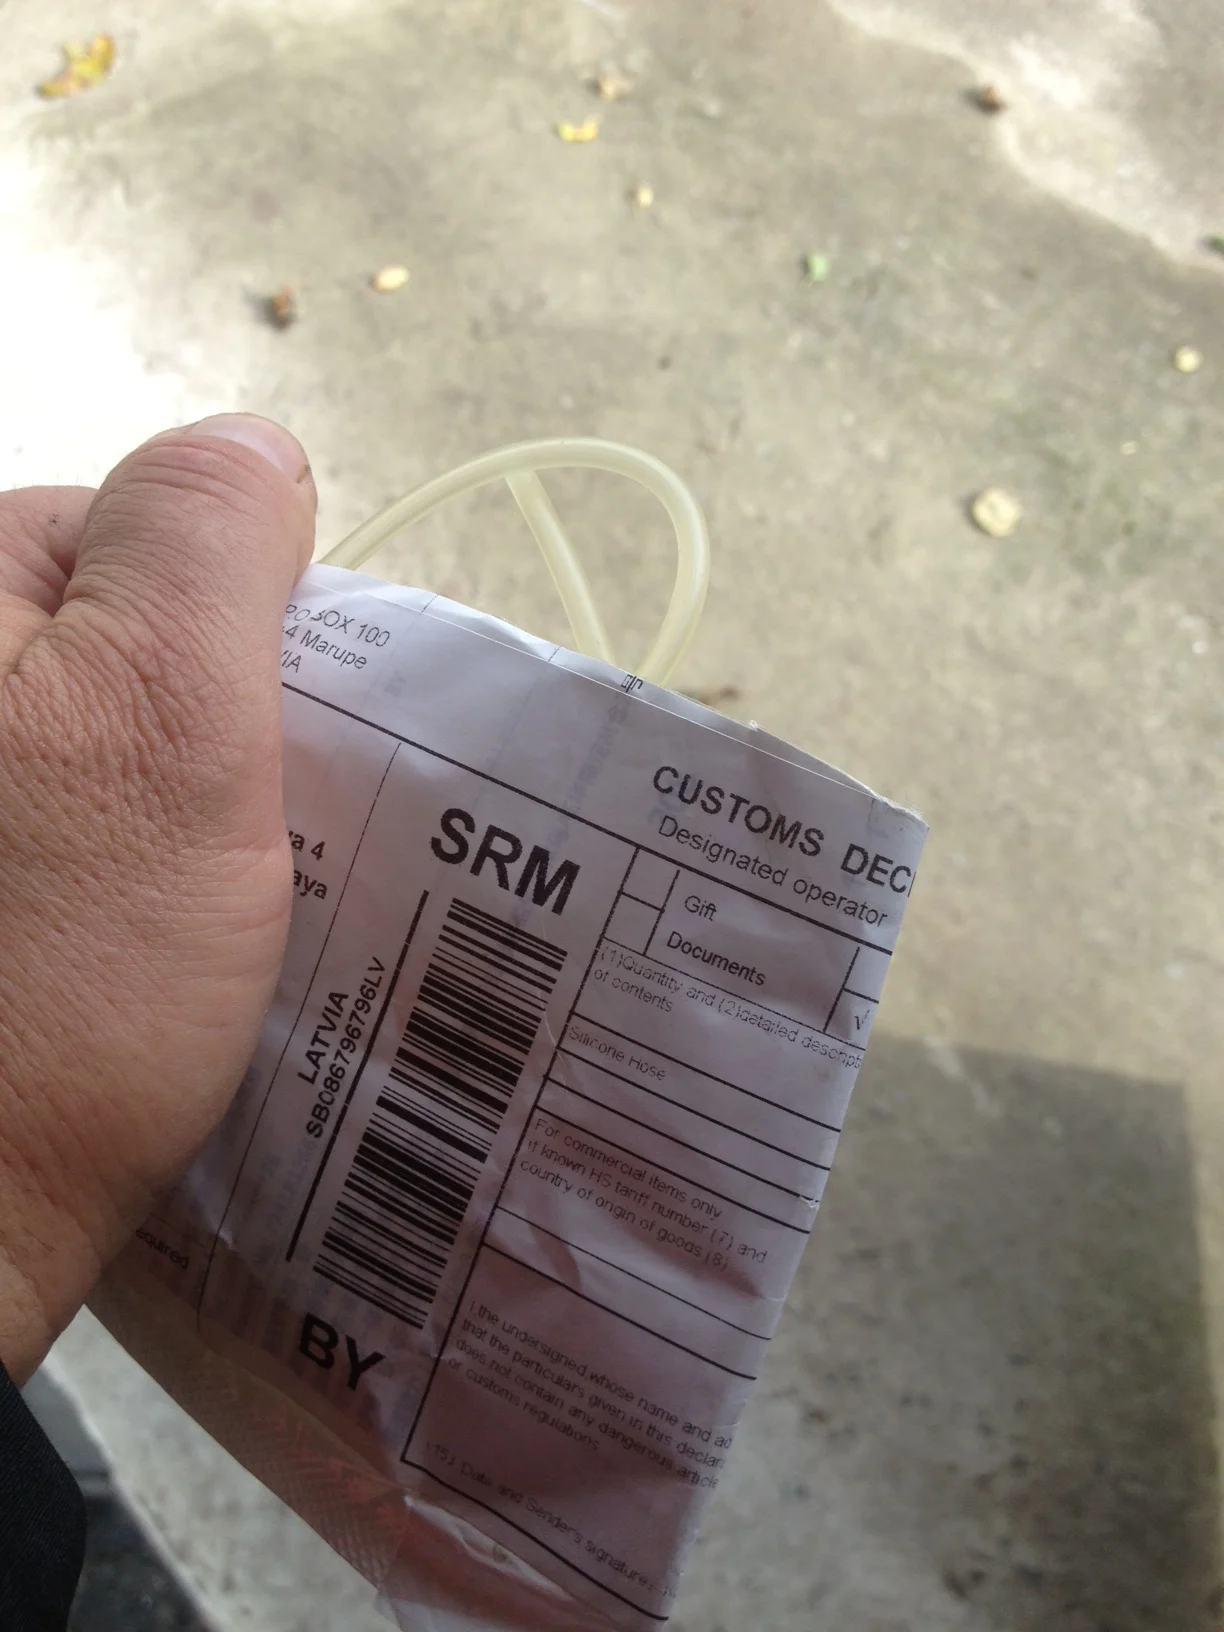 P.O BOX 100
-4 Marupe
VIA
CUSTOMS DEC
Designated operator
SRM
Gift
Documents
√
(1)Quantity and (2)detailed descript
of contents
Silicone Hose
For commercial items only
if known HS tariff number (7) and
country of origin of goods (8)
I,the undersigned,whose name and ad
that the particulars given in this declar
does not contain any dangerous article
or customs regulations
(15) Date and Sender's signature
va 4
aya
LATVIA
SB086796796LV
BY
equired